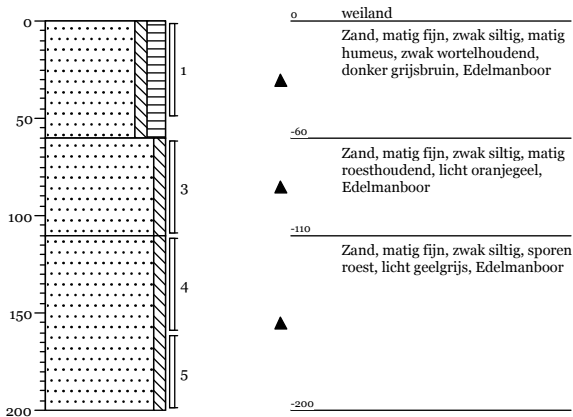 0
50
100
150
200
1
3
4
5
0 weiland
Zand, matig fijn, zwak siltig, matig
humeus, zwak wortelhoudend,
donker grijsbruin, Edelmanboor
-60
Zand, matig fijn, zwak siltig, matig
roesthoudend, licht oranjegeel,
Edelmanboor
-110
Zand, matig fijn, zwak siltig, sporen
roest, licht geelgrijs, Edelmanboor
-200